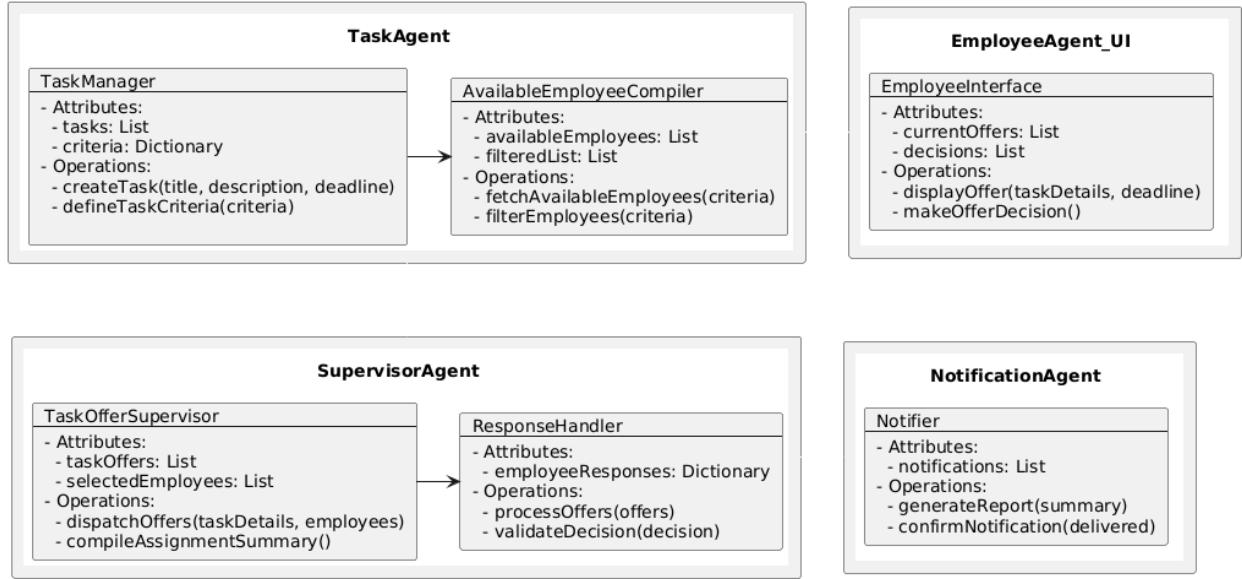 TaskAgent
TaskManager
- Attributes:
- tasks: List
- criteria: Dictionary
- Operations:
- createTask(title, description, deadline)
- defineTaskCriteria(criteria)
AvailableEmployeeCompiler
- Attributes:
- availableEmployees: List
- filteredList: List
- Operations:
- fetchAvailableEmployees(criteria)
- filterEmployees(criteria)
EmployeeAgent_UI
EmployeeInterface
- Attributes:
- currentOffers: List
- decisions: List
- Operations:
- displayOffer(taskDetails, deadline)
- makeOfferDecision()
SupervisorAgent
TaskOfferSupervisor
- Attributes:
- taskOffers: List
- selectedEmployees: List
- Operations:
- dispatchOffers(taskDetails, employees)
- compileAssignmentSummary()
ResponseHandler
- Attributes:
- employeeResponses: Dictionary
- Operations:
- processOffers(offers)
- validateDecision(decision)
NotificationAgent
Notifier
- Attributes:
- notifications: List
- Operations:
- generateReport(summary)
- confirmNotification(delivered)